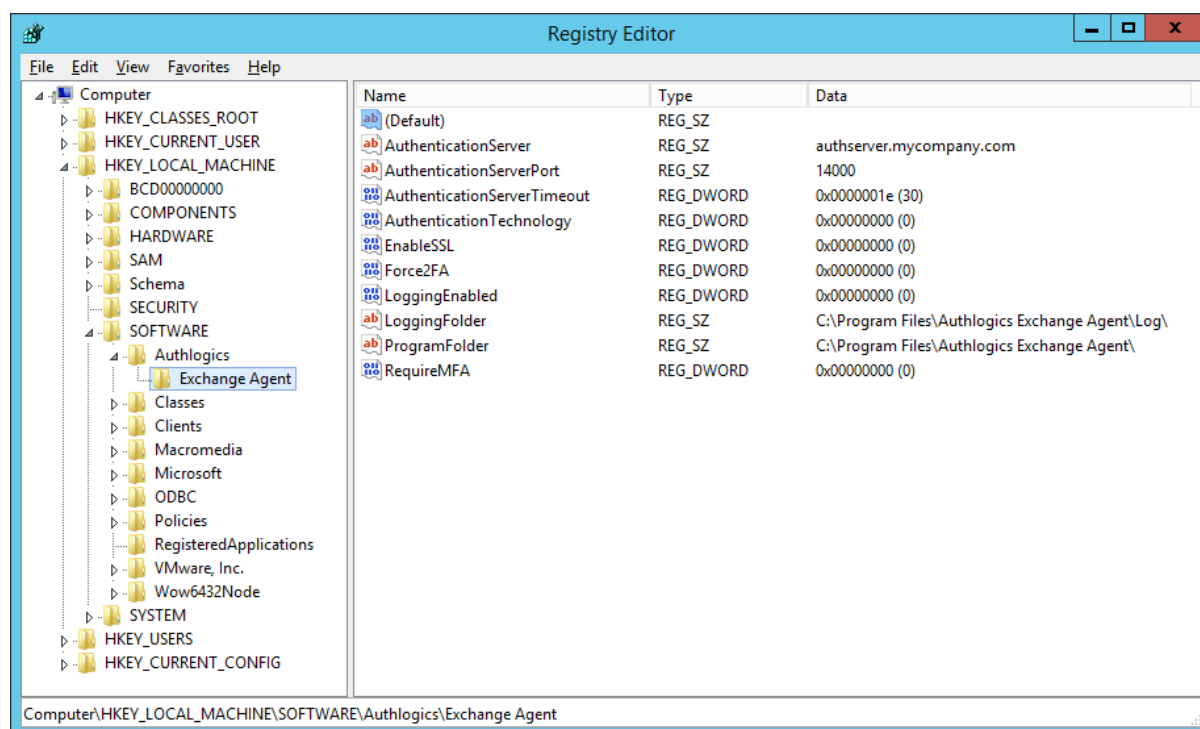 Registry Editor
File Edit View Favorites Help
Computer
HKEY_CLASSES_ROOT
HKEY_CURRENT_USER
HKEY_LOCAL_MACHINE
BCD00000000
COMPONENTS
HARDWARE
SAM
Schema
SECURITY
SOFTWARE
Authlogics
Exchange Agent
Classes
Clients
Macromedia
Microsoft
ODBC
Policies
RegisteredApplications
VMware, Inc.
Wow6432Node
SYSTEM
HKEY_USERS
HKEY_CURRENT_CONFIG
Name Type Data
(Default) REG_SZ
AuthenticationServer REG_SZ authserver.mycompany.com
AuthenticationServerPort REG_SZ 14000
AuthenticationServerTimeout REG_DWORD 0x0000001e (30)
AuthenticationTechnology REG_DWORD 0x00000000 (0)
EnableSSL REG_DWORD 0x00000000 (0)
Force2FA REG_DWORD 0x00000000 (0)
LoggingEnabled REG_DWORD 0x00000000 (0)
LoggingFolder REG_SZ C:\Program Files\Authlogics Exchange Agent\Log\
ProgramFolder REG_SZ C:\Program Files\Authlogics Exchange Agent\
RequireMFA REG_DWORD 0x00000000 (0)
Computer\HKEY_LOCAL_MACHINE\SOFTWARE\Authlogics\Exchange Agent